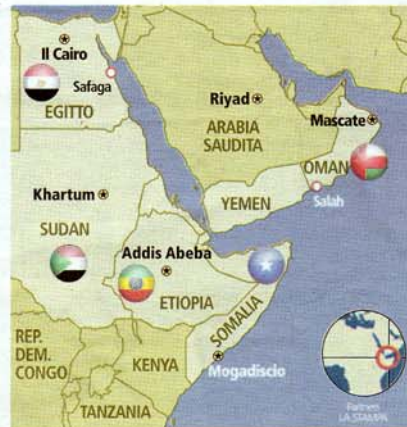 Il Cairo
Safaga
EGITTO
Riyad
ARABIA
SAUDITA
Mascate
OMAN
Khartum
YEMEN
Salah
SUDAN
Addis Abeba
ETIOPIA
SOMALIA
REP.
DEM.
CONGO
KENYA
Mogadiscio
TANZANIA
Partners
LA STAMPA